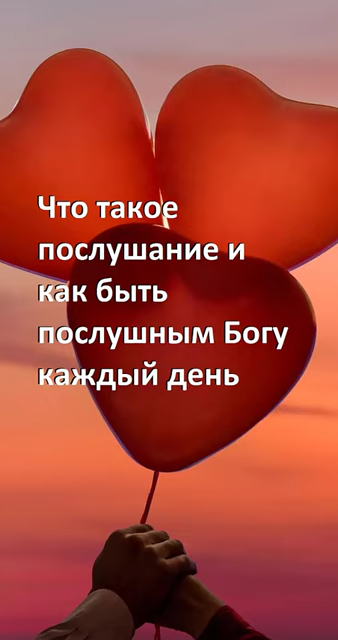 Что такое
послушание и
как быть
послушным Богу
каждый день